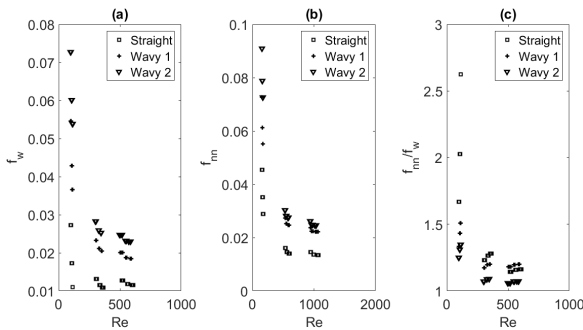 (a)
0.08
0.07
0.06
0.05
0.04
0.03
0.02
0.01
0
500
1000
f_w
Re
Straight
Wavy 1
Wavy 2
(b)
0.1
0.08
0.06
0.04
0.02
0
0
1000
2000
f_nn
Re
Straight
Wavy 1
Wavy 2
(c)
3
2.5
2
1.5
1
0
500
1000
f_nn/f_w
Re
Straight
Wavy 1
Wavy 2